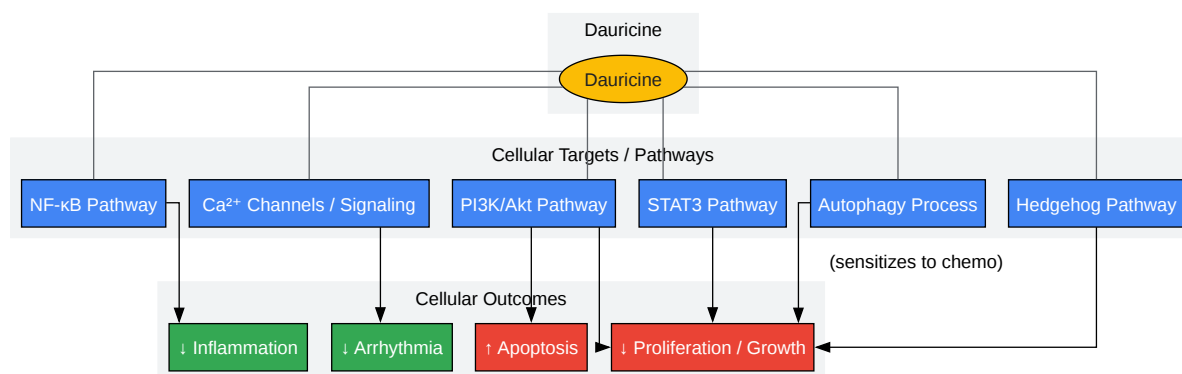 Dauricine
Dauricine
Cellular Targets / Pathways
NF-κB Pathway
Ca²⁺ Channels / Signaling
PI3K/Akt Pathway
STAT3 Pathway
Autophagy Process
Hedgehog Pathway
(sensitizes to chemo)
Cellular Outcomes
↓ Inflammation
↓ Arrhythmia
↑ Apoptosis
↓ Proliferation / Growth